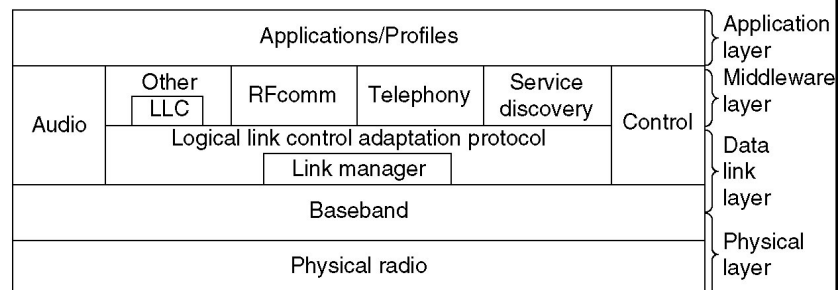 Applications/Profiles
Application
layer
Audio
Other
LLC
RFcomm
Telephony
Service
discovery
Control
Middleware
layer
Logical link control adaptation protocol
Link manager
Data
link
layer
Baseband
Physical radio
Physical
layer